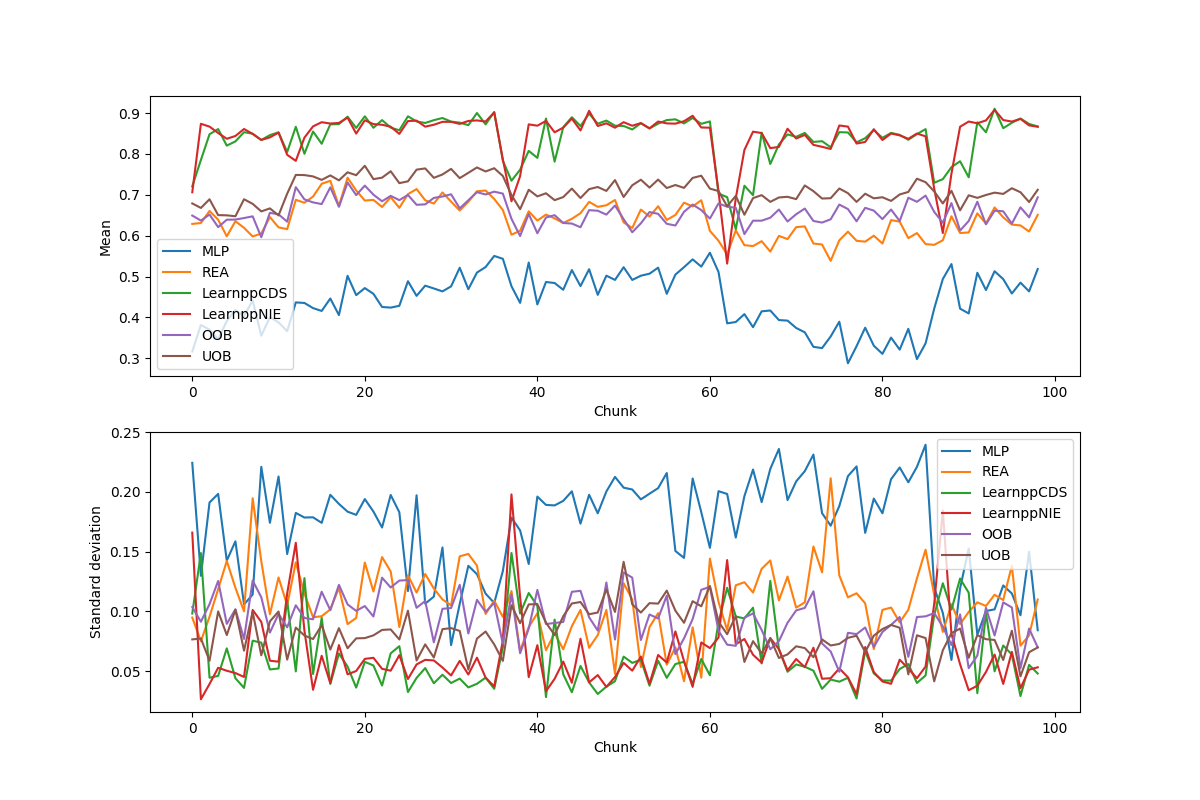 0.9
0.8
0.7
0.6
0.5
0.4
0.3
Mean
MLP
REA
LearnppCDS
LearnppNIE
OOB
UOB
0 20 40 60 80 100
Chunk
0.25
0.20
0.15
0.10
0.05
Standard deviation
MLP
REA
LearnppCDS
LearnppNIE
OOB
UOB
0 20 40 60 80 100
Chunk